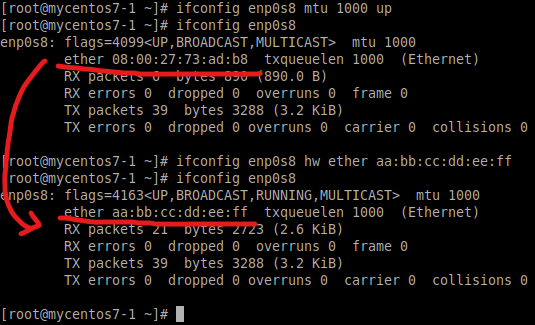 [root@mycentos7-1 ~]# ifconfig enp0s8 mtu 1000 up
[root@mycentos7-1 ~]# ifconfig enp0s8
enp0s8: flags=4099<UP,BROADCAST,MULTICAST>  mtu 1000
        ether 08:00:27:73:ad:b8  txqueuelen 1000  (Ethernet)
        RX packets 6  bytes 890 (890.0 B)
        RX errors 0  dropped 0  overruns 0  frame 0
        TX packets 39  bytes 3288 (3.2 KiB)
        TX errors 0  dropped 0 overruns 0  carrier 0  collisions 0

[root@mycentos7-1 ~]# ifconfig enp0s8 hw ether aa:bb:cc:dd:ee:ff
[root@mycentos7-1 ~]# ifconfig enp0s8
enp0s8: flags=4163<UP,BROADCAST,RUNNING,MULTICAST>  mtu 1000
        ether aa:bb:cc:dd:ee:ff  txqueuelen 1000  (Ethernet)
        RX packets 21  bytes 2723 (2.6 KiB)
        RX errors 0  dropped 0  overruns 0  frame 0
        TX packets 39  bytes 3288 (3.2 KiB)
        TX errors 0  dropped 0 overruns 0  carrier 0  collisions 0

[root@mycentos7-1 ~]#